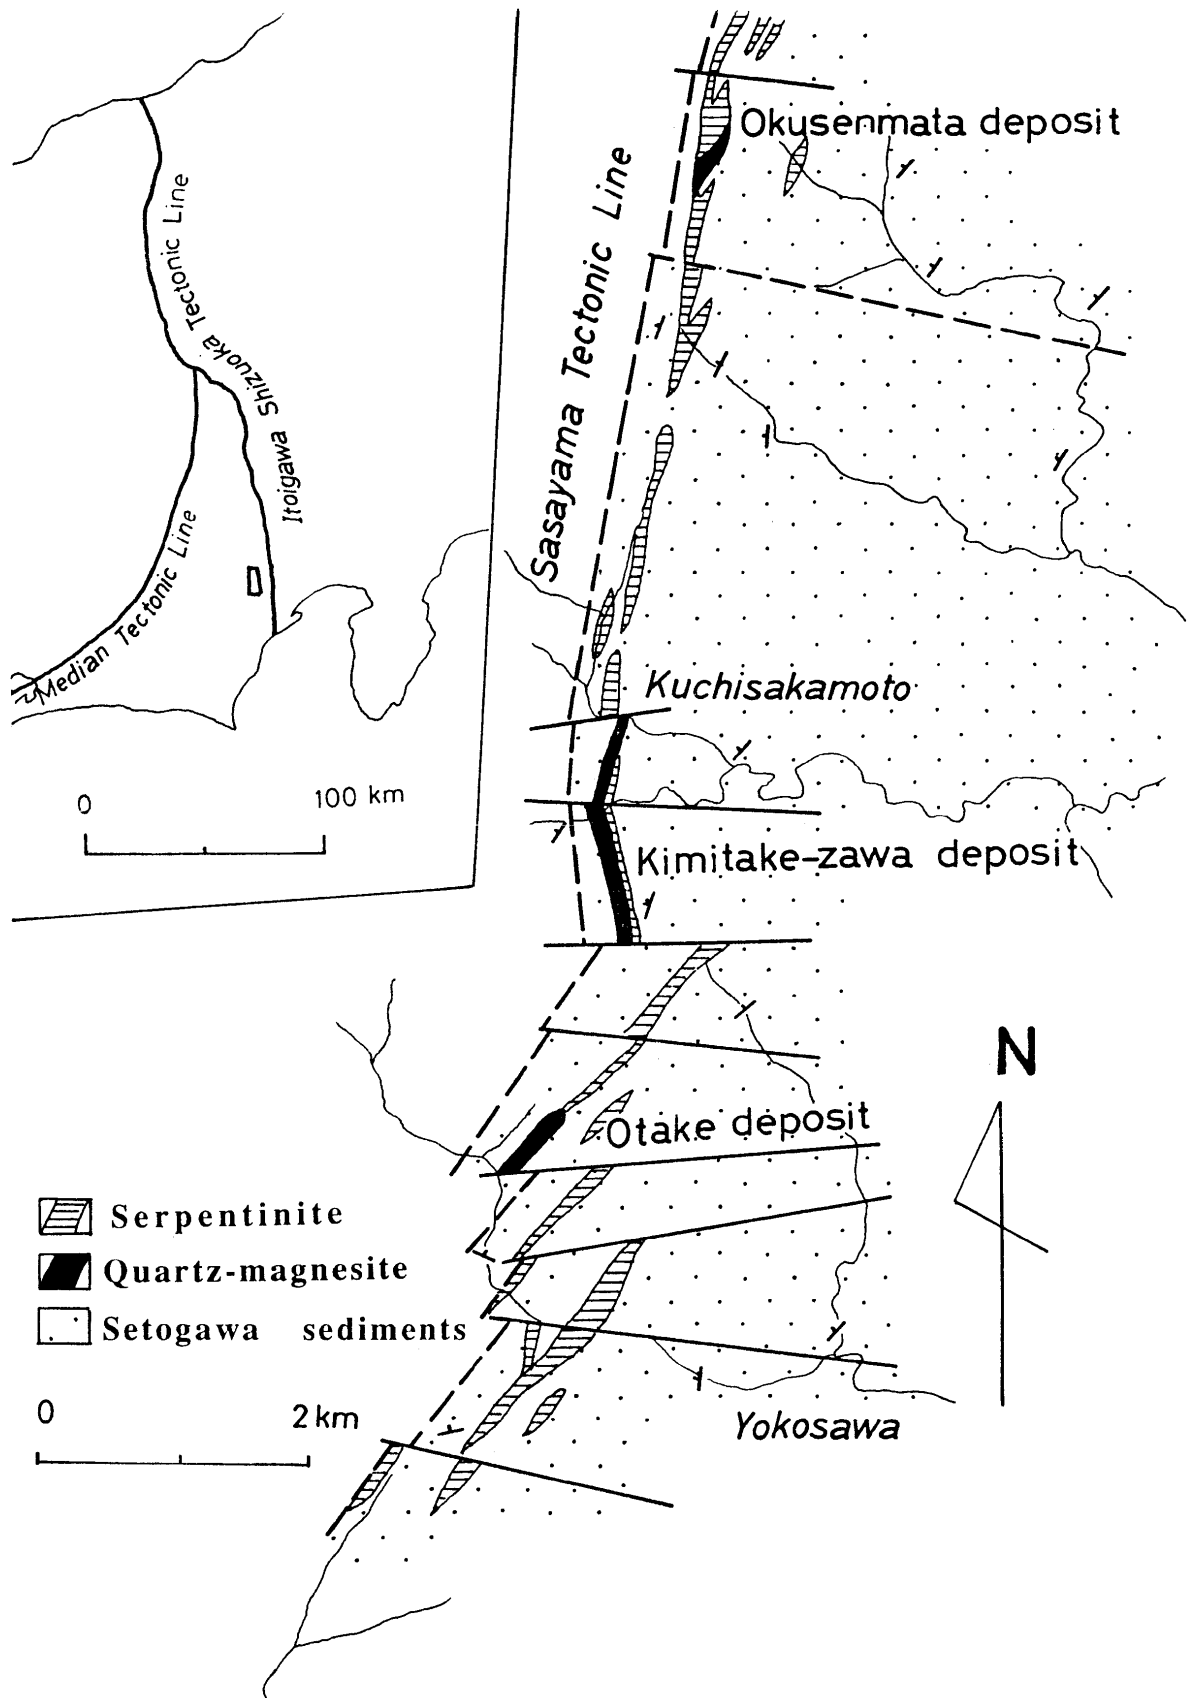 Itoigawa Shizuoka Tectonic Line
Median Tectonic Line
0 100 km
Sasayama Tectonic Line
Okusenmata deposit
Kuchisakamoto
Kimitake-zawa deposit
N
Otake deposit
Serpentinite
Quartz-magnesite
Setogawa sediments
0 2 km
Yokosawa